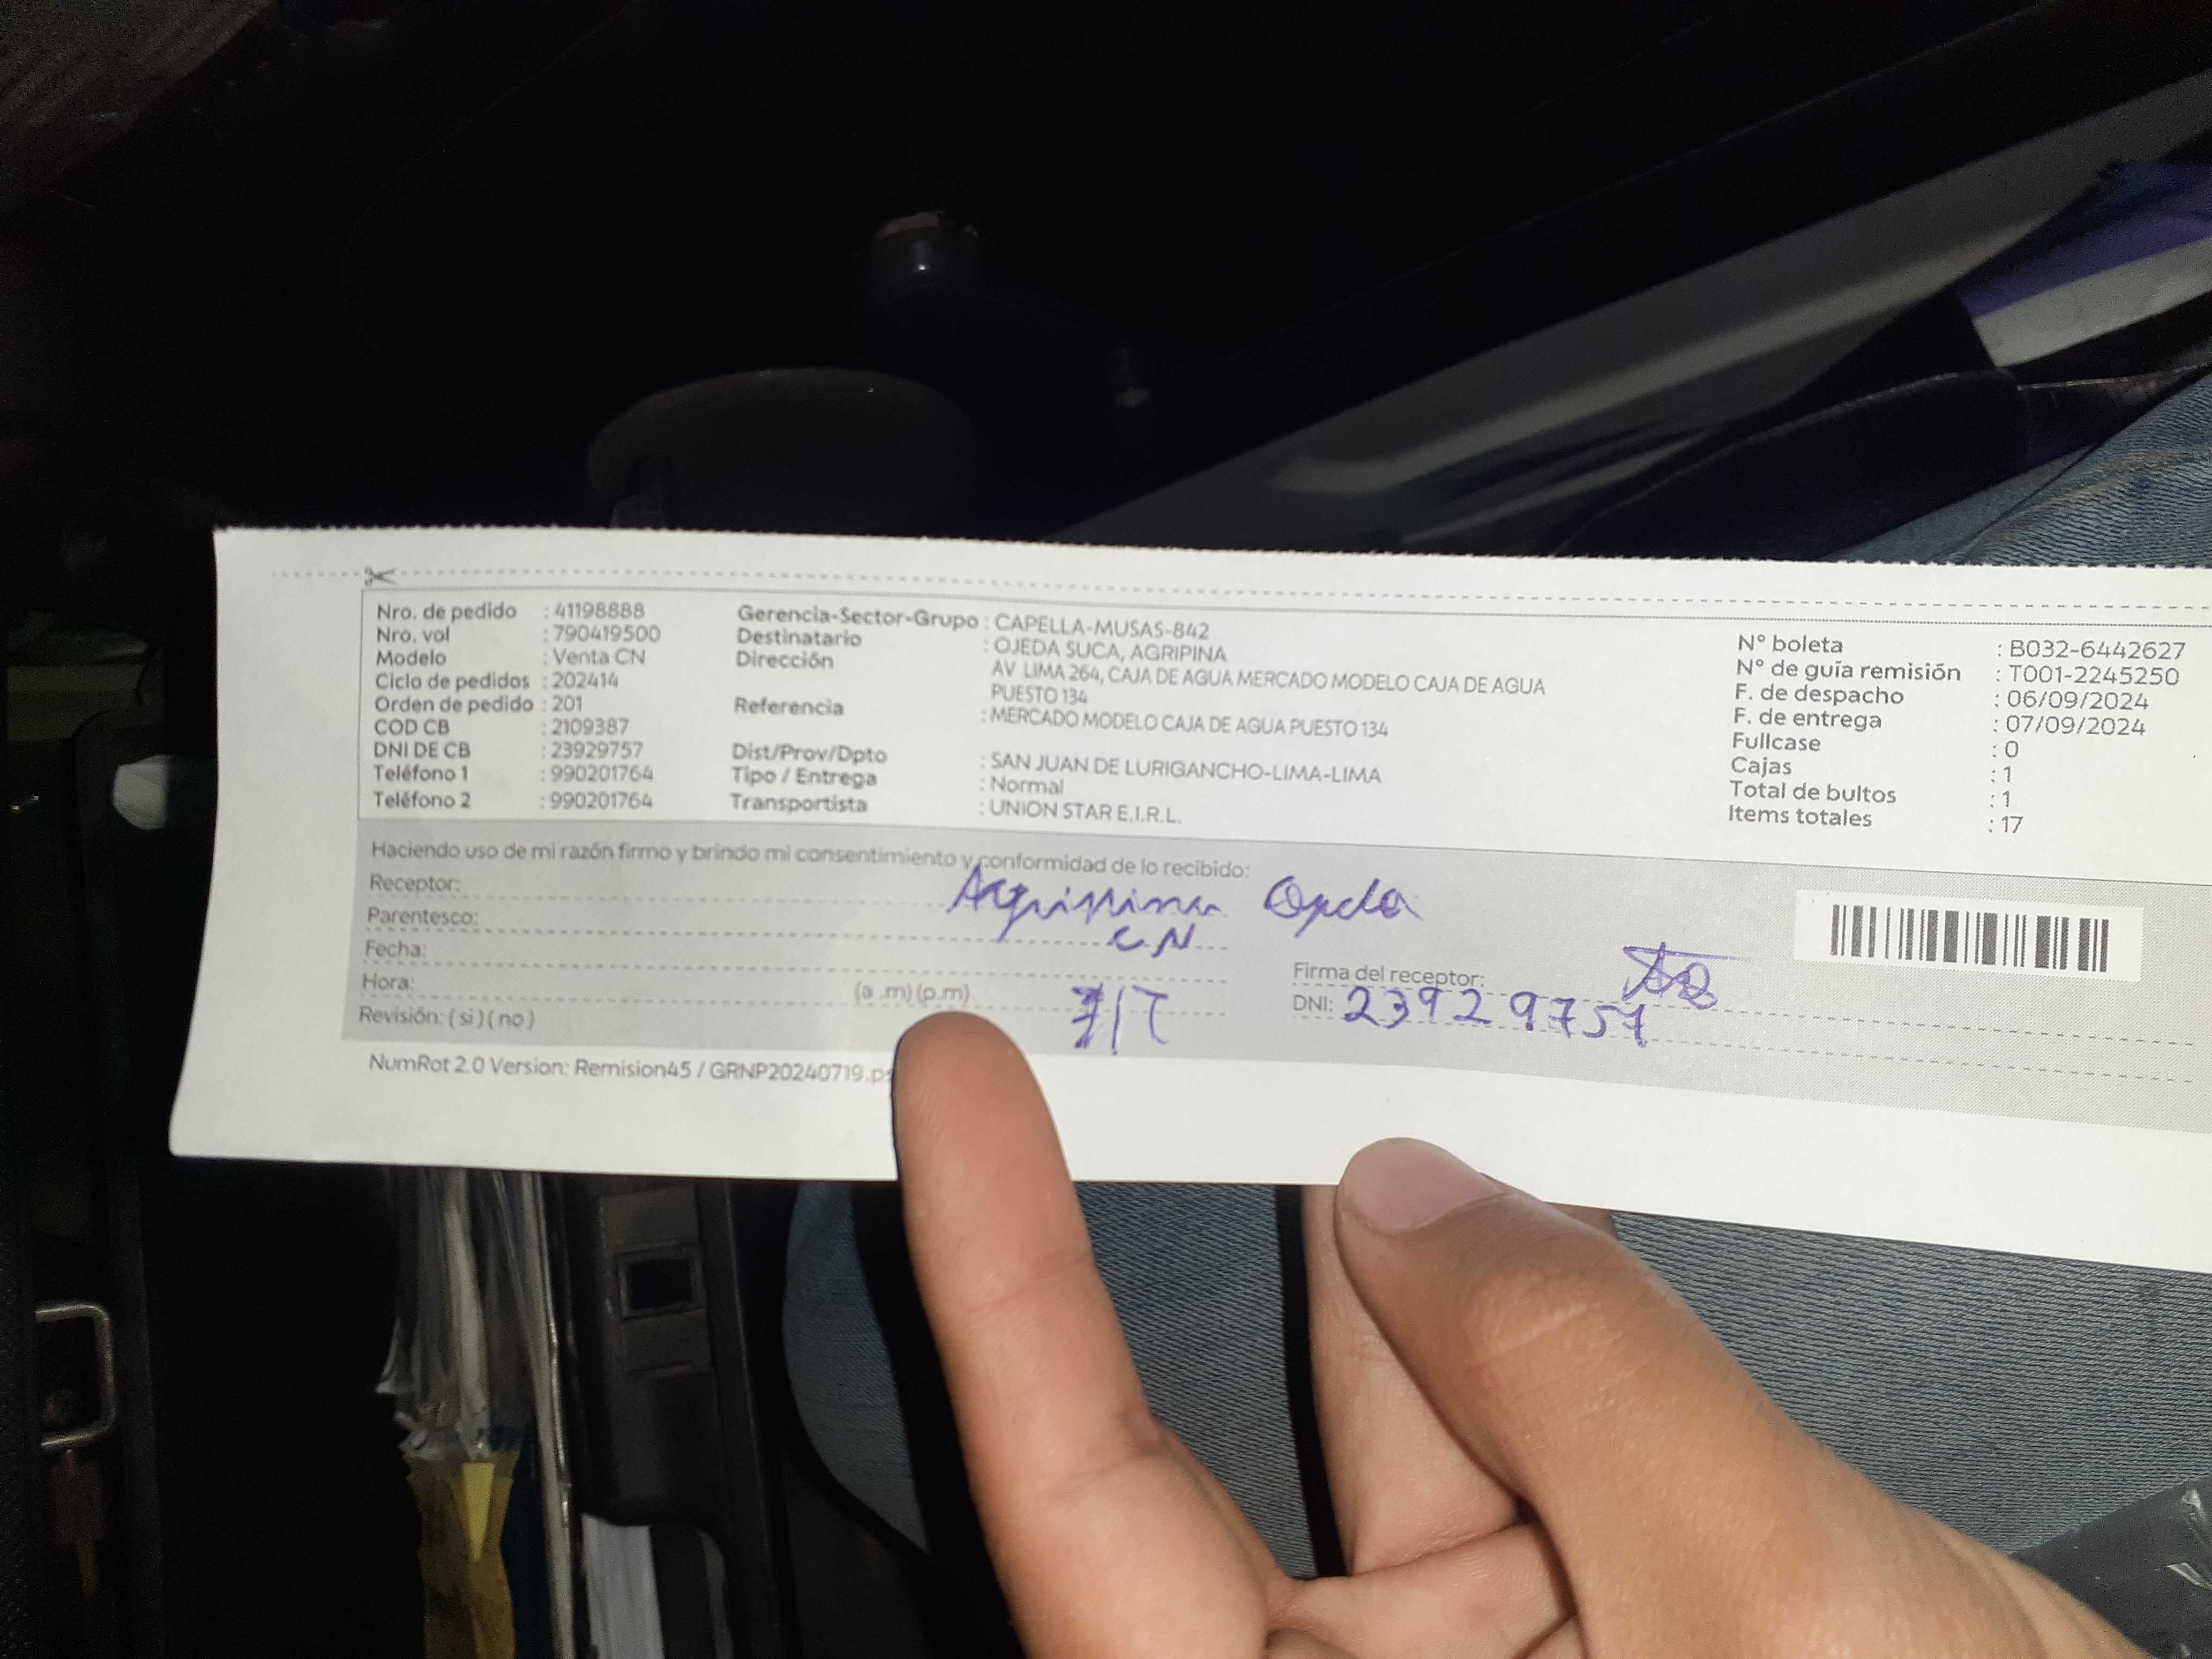 Nro. de pedido : 41198888
Nro. vol : 790419500
Modelo : Venta CN
Ciclo de pedidos : 202414
Orden de pedido : 201
COD CB : 2109387
DNI DE CB : 23929757
Teléfono 1 : 990201764
Teléfono 2 : 990201764
Gerencia-Sector-Grupo : CAPELLA-MUSAS-842
Destinatario : OJEDA SUCA, AGRIPINA
Dirección AV LIMA 264, CAJA DE AGUA MERCADO MODELO CAJA DE AGUA
PUESTO 134
Referencia : MERCADO MODELO CAJA DE AGUA PUESTO 134
Dist/Prov/Dpto : SAN JUAN DE LURIGANCHO-LIMA-LIMA
Tipo / Entrega : Normal
Transportista : UNION STAR E.I.R.L.
N° boleta : B032-6442627
N° de guía remisión : T001-2245250
F. de despacho : 06/09/2024
F. de entrega : 07/09/2024
Fullcase : 0
Cajas : 1
Total de bultos : 1
Items totales : 17
Haciendo uso de mi razón firmo y brindo mi consentimiento y conformidad de lo recibido:
Receptor: Agripina
Parentesco: CN
Fecha:
Hora: (a .m) (p.m)
Revisión: ( si ) ( no )
Firma del receptor:
DNI: 23929757
NumRot 2.0 Version: Remision45 / GRNP20240719.ps